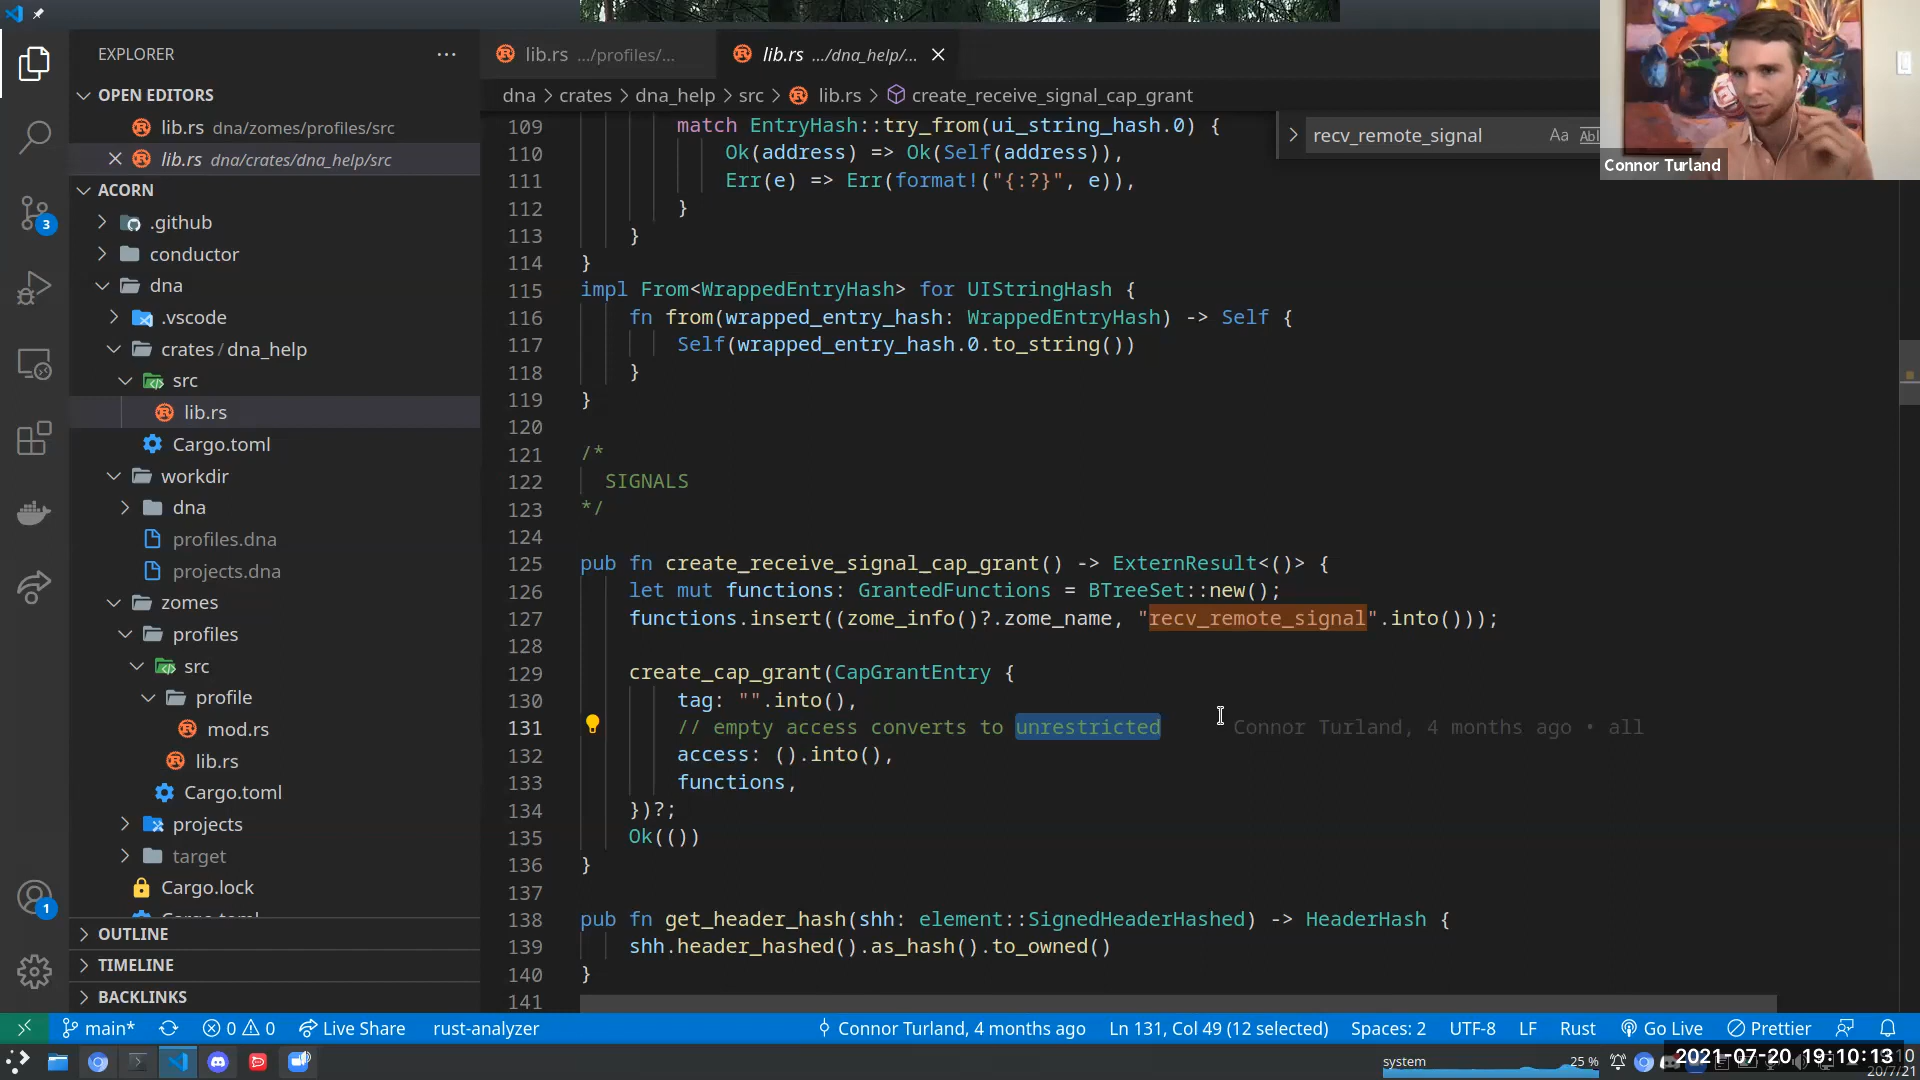 EXPLORER
OPEN EDITORS
lib.rs dna/zomes/profiles/src
lib.rs dna/crates/dna_help/src
ACORN
.github
conductor
dna
.vscode
crates / dna_help
src
lib.rs
Cargo.toml
workdir
dna
profiles.dna
projects.dna
zomes
profiles
src
profile
mod.rs
lib.rs
Cargo.toml
projects
target
Cargo.lock
OUTLINE
TIMELINE
BACKLINKS
3
1
lib.rs .../profiles/...
lib.rs .../dna_help/...
dna > crates > dna_help > src > lib.rs > create_receive_signal_cap_grant
recv_remote_signal
Aa
Connor Turland
109 match EntryHash::try_from(ui_string_hash.0) {
110 Ok(address) => Ok(Self(address)),
111 Err(e) => Err(format!("{:?}", e)),
112 }
113 }
114 }
115 impl From<WrappedEntryHash> for UIStringHash {
116 fn from(wrapped_entry_hash: WrappedEntryHash) -> Self {
117 Self(wrapped_entry_hash.0.to_string())
118 }
119 }
120
121 /*
122 SIGNALS
123 */
124
125 pub fn create_receive_signal_cap_grant() -> ExternResult<()> {
126 let mut functions: GrantedFunctions = BTreeSet::new();
127 functions.insert((zome_info()?.zome_name, "recv_remote_signal".into()));
128
129 create_cap_grant(CapGrantEntry {
130 tag: "".into(),
131 // empty access converts to unrestricted Connor Turland, 4 months ago • all
132 access: ().into(),
133 functions,
134 })?;
135 Ok(())
136 }
137
138 pub fn get_header_hash(shh: element::SignedHeaderHashed) -> HeaderHash {
139 shh.header_hashed().as_hash().to_owned()
140 }
141
main* 0 0 Live Share rust-analyzer Connor Turland, 4 months ago Ln 131, Col 49 (12 selected) Spaces: 2 UTF-8 LF Rust Go Live Prettier
system 25 % 2021-07-20 19:10:13
20/7/21